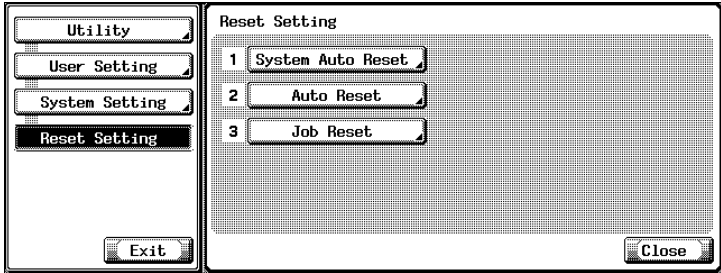 Utility
User Setting
System Setting
Reset Setting
Exit
Reset Setting
1 System Auto Reset
2 Auto Reset
3 Job Reset
Close